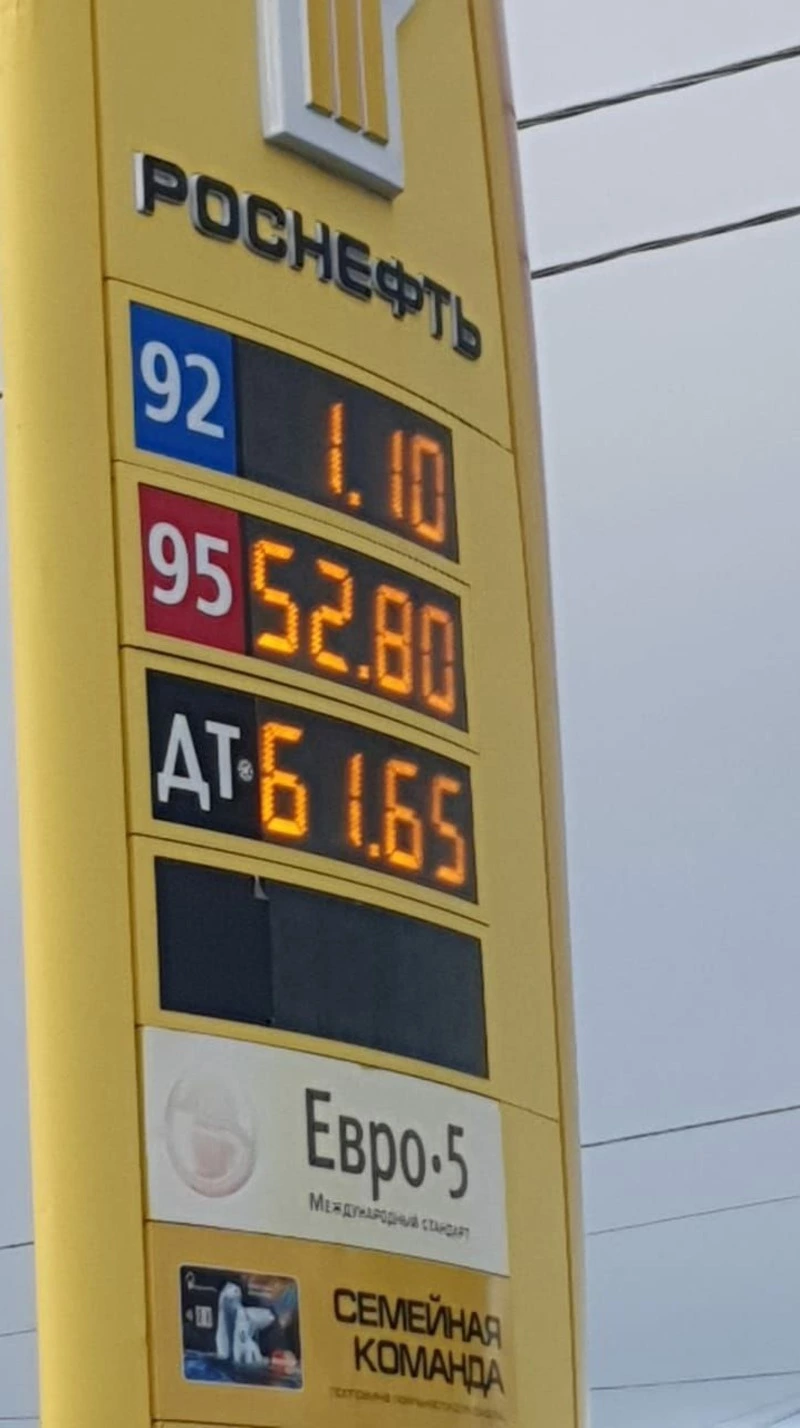 РОСНЕФТЬ
92 1.10
95 52.80
ДТ 61.65
Евро•5
Международный стандарт
СЕМЕЙНАЯ
КОМАНДА